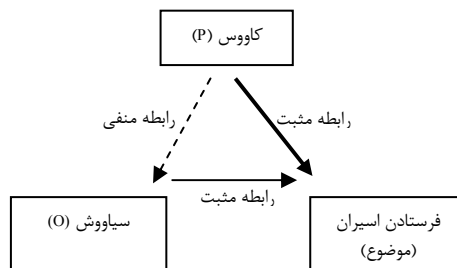 کاووس (P)
رابطه مثبت
رابطه منفی
رابطه مثبت
فرستادن اسیران
(موضوع)
سیاووش (O)